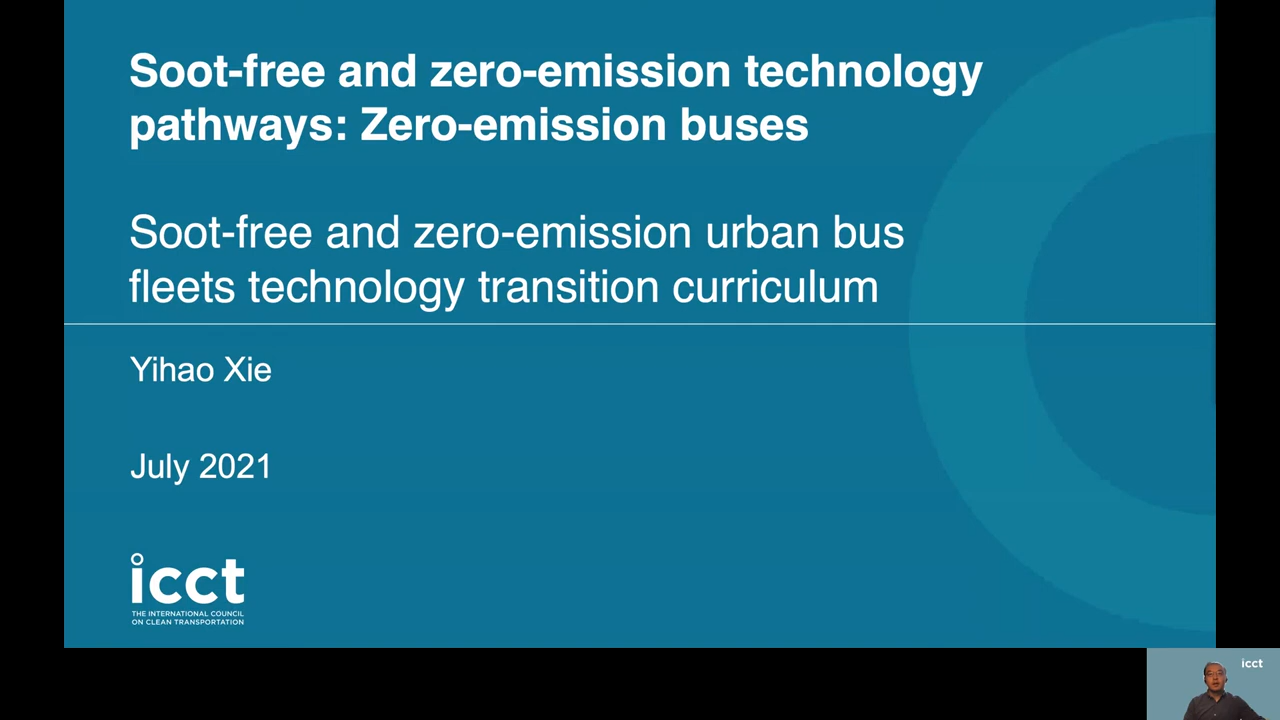 Soot-free and zero-emission technology
pathways: Zero-emission buses
Soot-free and zero-emission urban bus
fleets technology transition curriculum
Yihao Xie
July 2021
icct
THE INTERNATIONAL COUNCIL
ON CLEAN TRANSPORTATION
icct